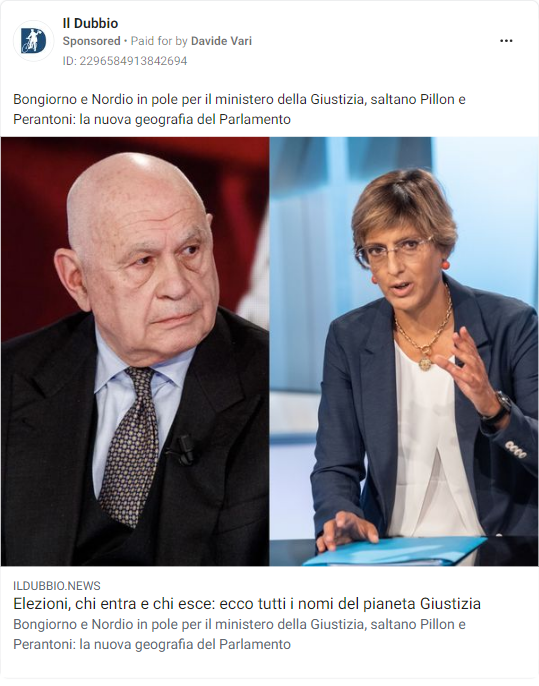 Il Dubbio
Sponsored • Paid for by Davide Vari
ID: 2296584913842694
Bongiorno e Nordio in pole per il ministero della Giustizia, saltano Pillon e
Perantoni: la nuova geografia del Parlamento
ILDUBBIO.NEWS
Elezioni, chi entra e chi esce: ecco tutti i nomi del pianeta Giustizia
Bongiorno e Nordio in pole per il ministero della Giustizia, saltano Pillon e
Perantoni: la nuova geografia del Parlamento